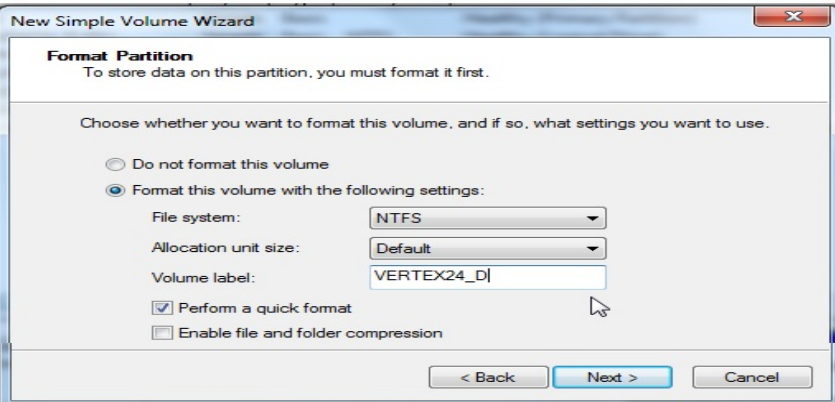 New Simple Volume Wizard
Format Partition
To store data on this partition, you must format it first.
Choose whether you want to format this volume, and if so, what settings you want to use.
Do not format this volume
Format this volume with the following settings:
File system: NTFS
Allocation unit size: Default
Volume label: VERTEX24_D
Perform a quick format
Enable file and folder compression
< Back Next > Cancel